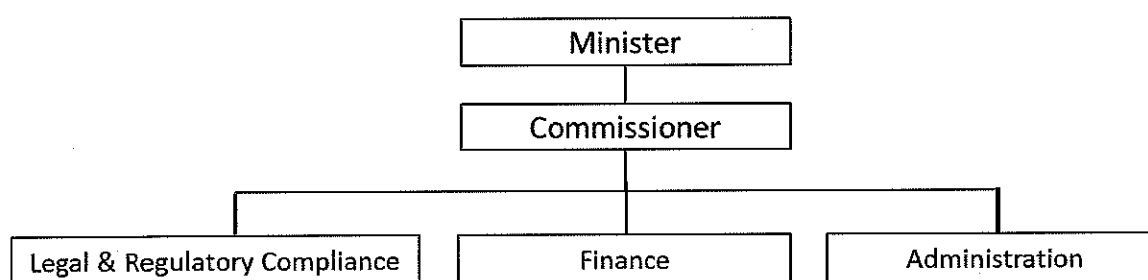 Minister
Commissioner
Legal & Regulatory Compliance
Finance
Administration